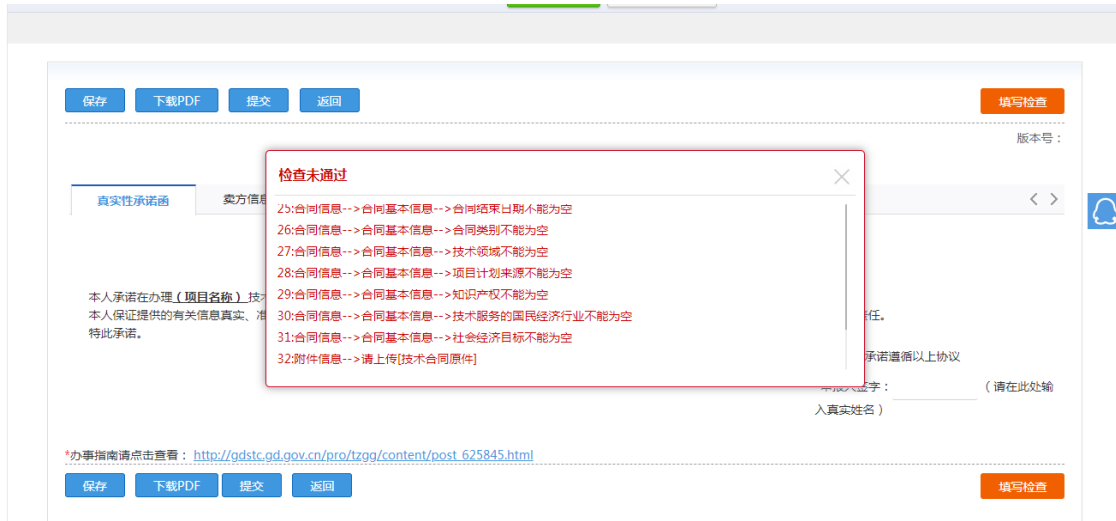 保存 下载PDF 提交 返回 填写检查
版本号：
检查未通过
真实性承诺函 卖方信息
25:合同信息-->合同基本信息-->合同结束日期不能为空
26:合同信息-->合同基本信息-->合同类别不能为空
27:合同信息-->合同基本信息-->技术领域不能为空
28:合同信息-->合同基本信息-->项目计划来源不能为空
29:合同信息-->合同基本信息-->知识产权不能为空
30:合同信息-->合同基本信息-->技术服务的国民经济行业不能为空
31:合同信息-->合同基本信息-->社会经济目标不能为空
32:附件信息-->请上传[技术合同原件]
本人承诺在办理（项目名称）技
本人保证提供的有关信息真实、准 任。
特此承诺。
承诺遵循以上协议
签字： （请在此处输
入真实姓名）
*办事指南请点击查看： http://gdstc.gd.gov.cn/pro/tzgg/content/post_625845.html
保存 下载PDF 提交 返回 填写检查